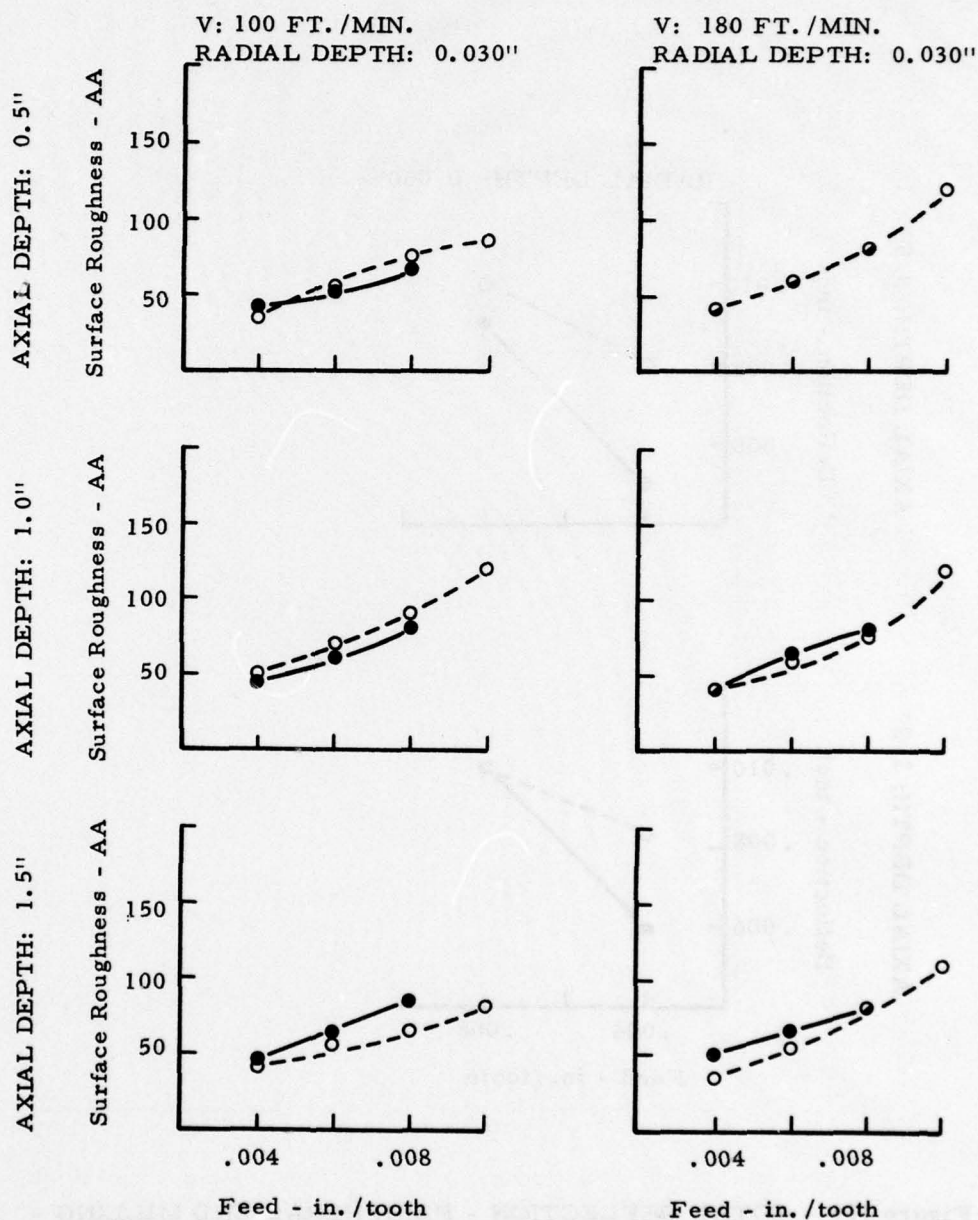 V: 100 FT./MIN.
RADIAL DEPTH: 0.030"
V: 180 FT./MIN.
RADIAL DEPTH: 0.030"
AXIAL DEPTH: 0.5"
Surface Roughness - AA
150
100
50
AXIAL DEPTH: 1.0"
Surface Roughness - AA
150
100
50
AXIAL DEPTH: 1.5"
Surface Roughness - AA
150
100
50
.004
.008
.004
.008
Feed - in./tooth
Feed - in./tooth